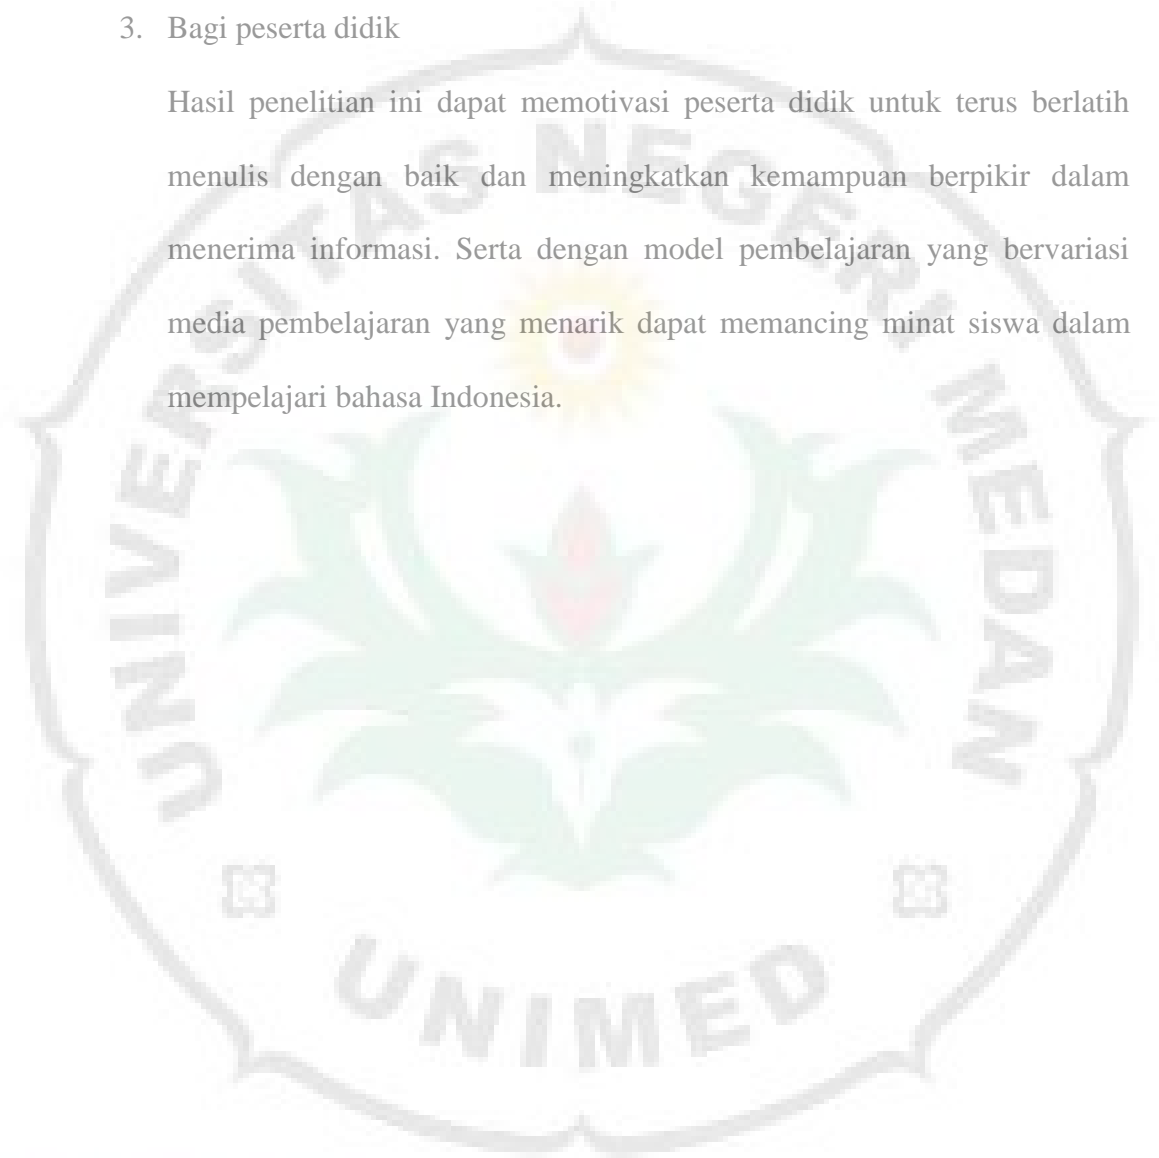 3. Bagi peserta didik
Hasil penelitian ini dapat memotivasi peserta didik untuk terus berlatih
menulis dengan baik dan meningkatkan kemampuan berpikir dalam
menerima informasi. Serta dengan model pembelajaran yang bervariasi
media pembelajaran yang menarik dapat memancing minat siswa dalam
mempelajari bahasa Indonesia.
UNIVERSITAS NEGERI MEDAN
UNIMED